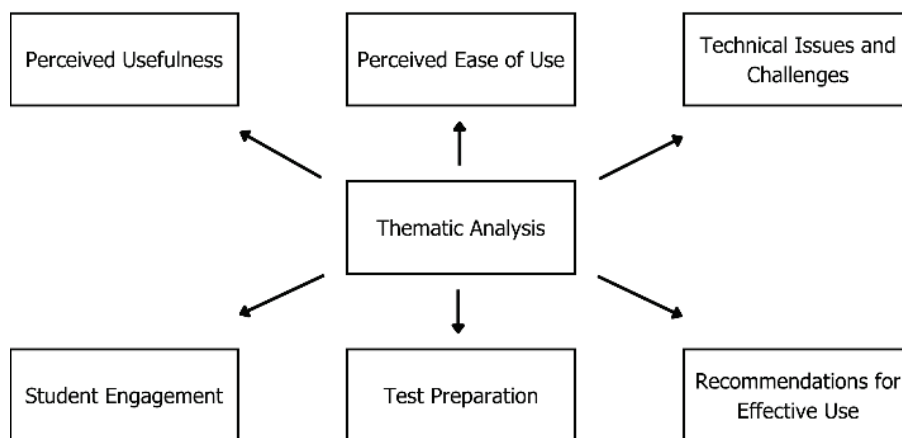 Perceived Usefulness
Perceived Ease of Use
Technical Issues and
Challenges
Thematic Analysis
Student Engagement
Test Preparation
Recommendations for
Effective Use